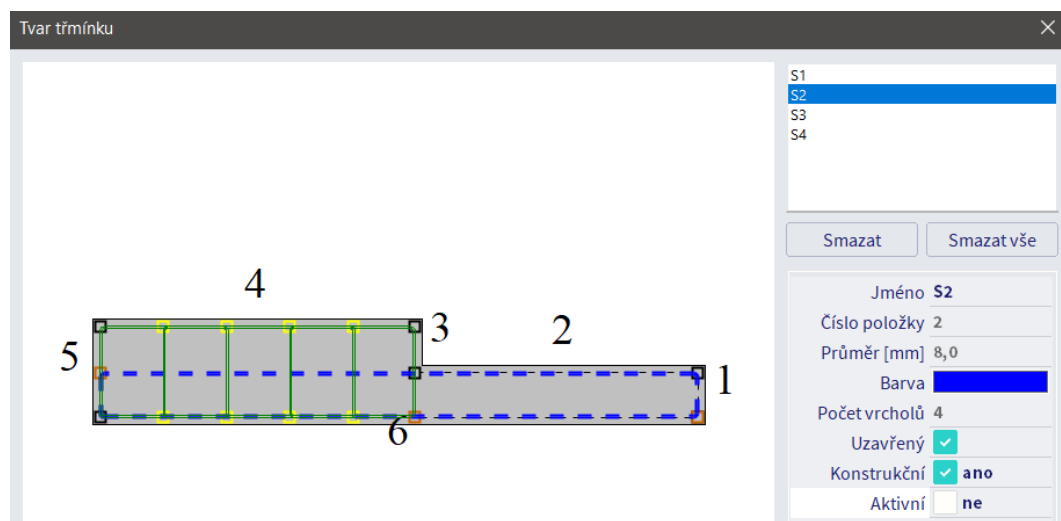 Tvar třmínku
S1
S2
S3
S4
Smazat
Smazat vše
4
3
2
5
1
6
Jméno S2
Číslo položky 2
Průměr [mm] 8,0
Barva
Počet vrcholů 4
Uzavřený
Konstrukční ano
Aktivní ne